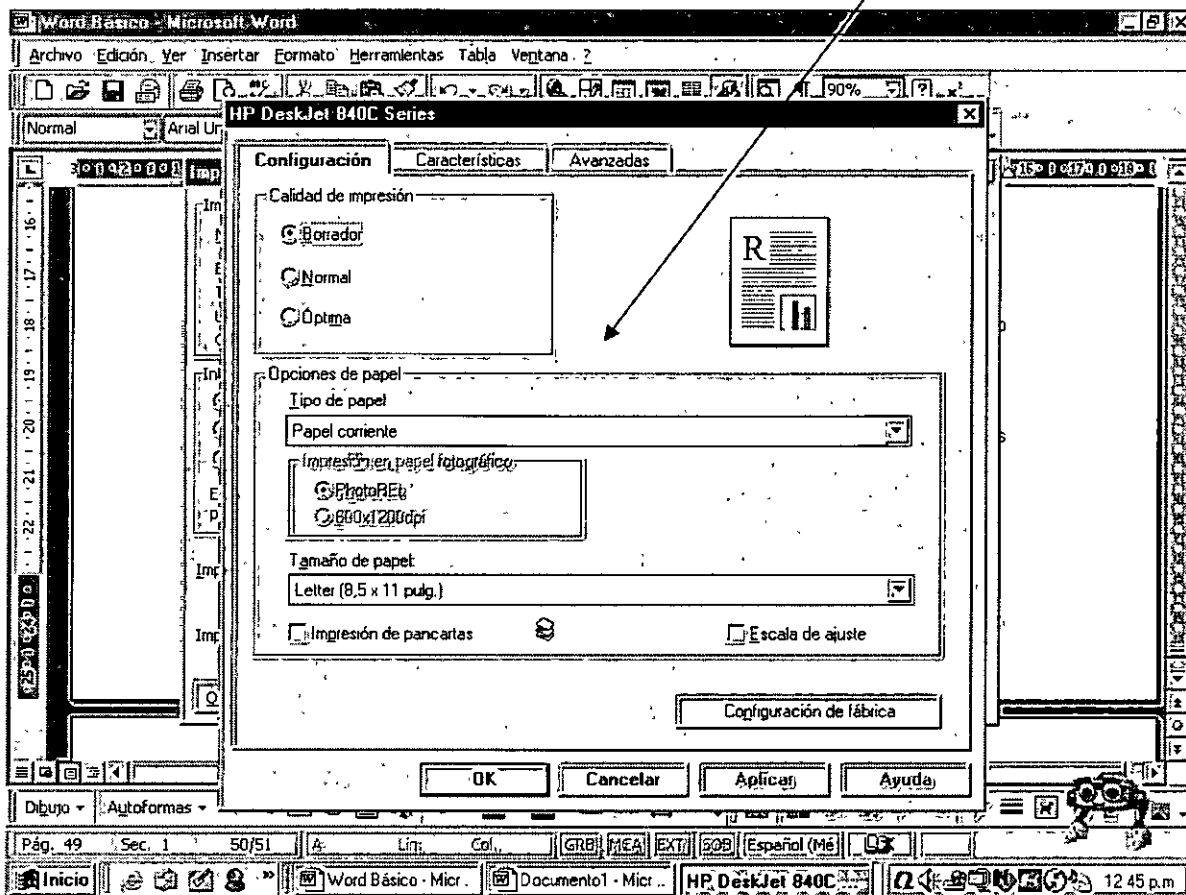 Word Básico - Microsoft Word
Archivo Edición Ver Insertar Formato Herramientas Tabla Ventana ?
90%
Normal Arial Un
HP DeskJet 840C Series
Configuración Características Avanzadas
Imp
Calidad de impresión
Borrador
Normal
Óptima
R
Opciones de papel
Tipo de papel
Papel corriente
Impresión en papel fotográfico
PhotoREt
600x1200dpi
Tamaño de papel:
Letter (8,5 x 11 pulg.)
Impresión de pancartas Escala de ajuste
Configuración de fábrica
OK Cancelar Aplicar Ayuda
Dibujo Autoformas
Pág. 49 Sec. 1 50/51 A: Lín. Col. GRB MCA EXT SOB Español (Mé
Inicio Word Básico - Micr... Documento1 - Micr... HP DeskJet 840C 12 45 p.m